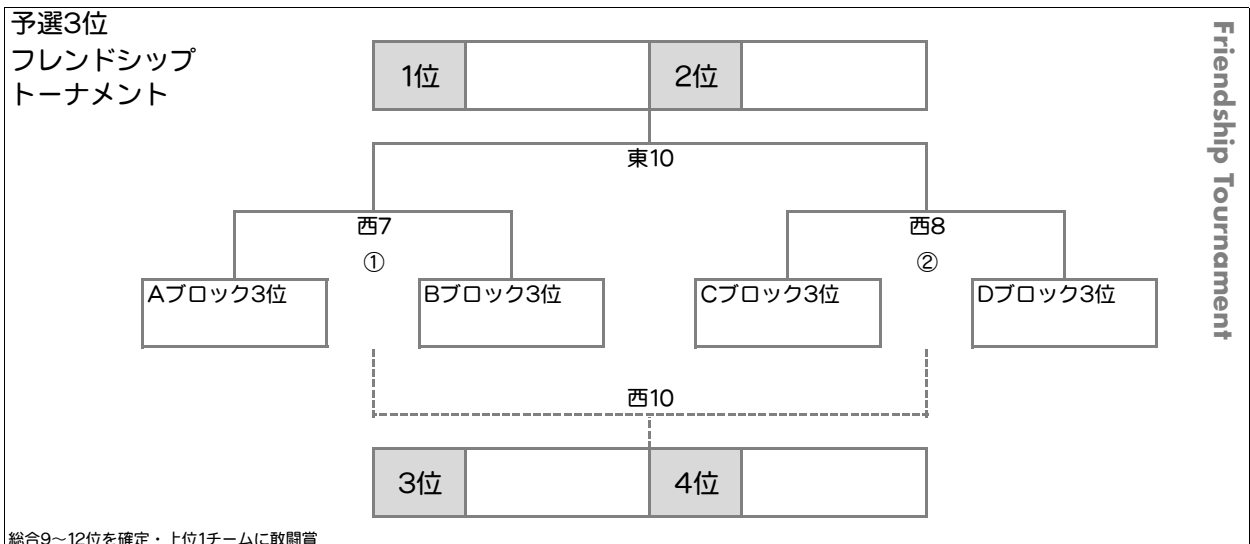 予選3位
フレンドシップ
トーナメント
Friendship Tournament
1位
2位
東10
西7
西8
①
②
Aブロック3位
Bブロック3位
Cブロック3位
Dブロック3位
西10
3位
4位
総合9～12位を確定・上位1チームに敢闘賞